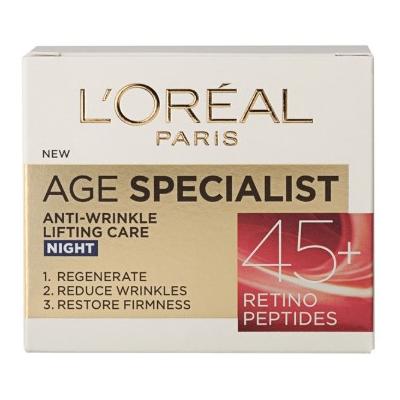 L'ORÉAL
PARIS
NEW
AGE SPECIALIST
ANTI-WRINKLE
LIFTING CARE
NIGHT
1. REGENERATE
2. REDUCE WRINKLES
3. RESTORE FIRMNESS
45+
RETINO
PEPTIDES